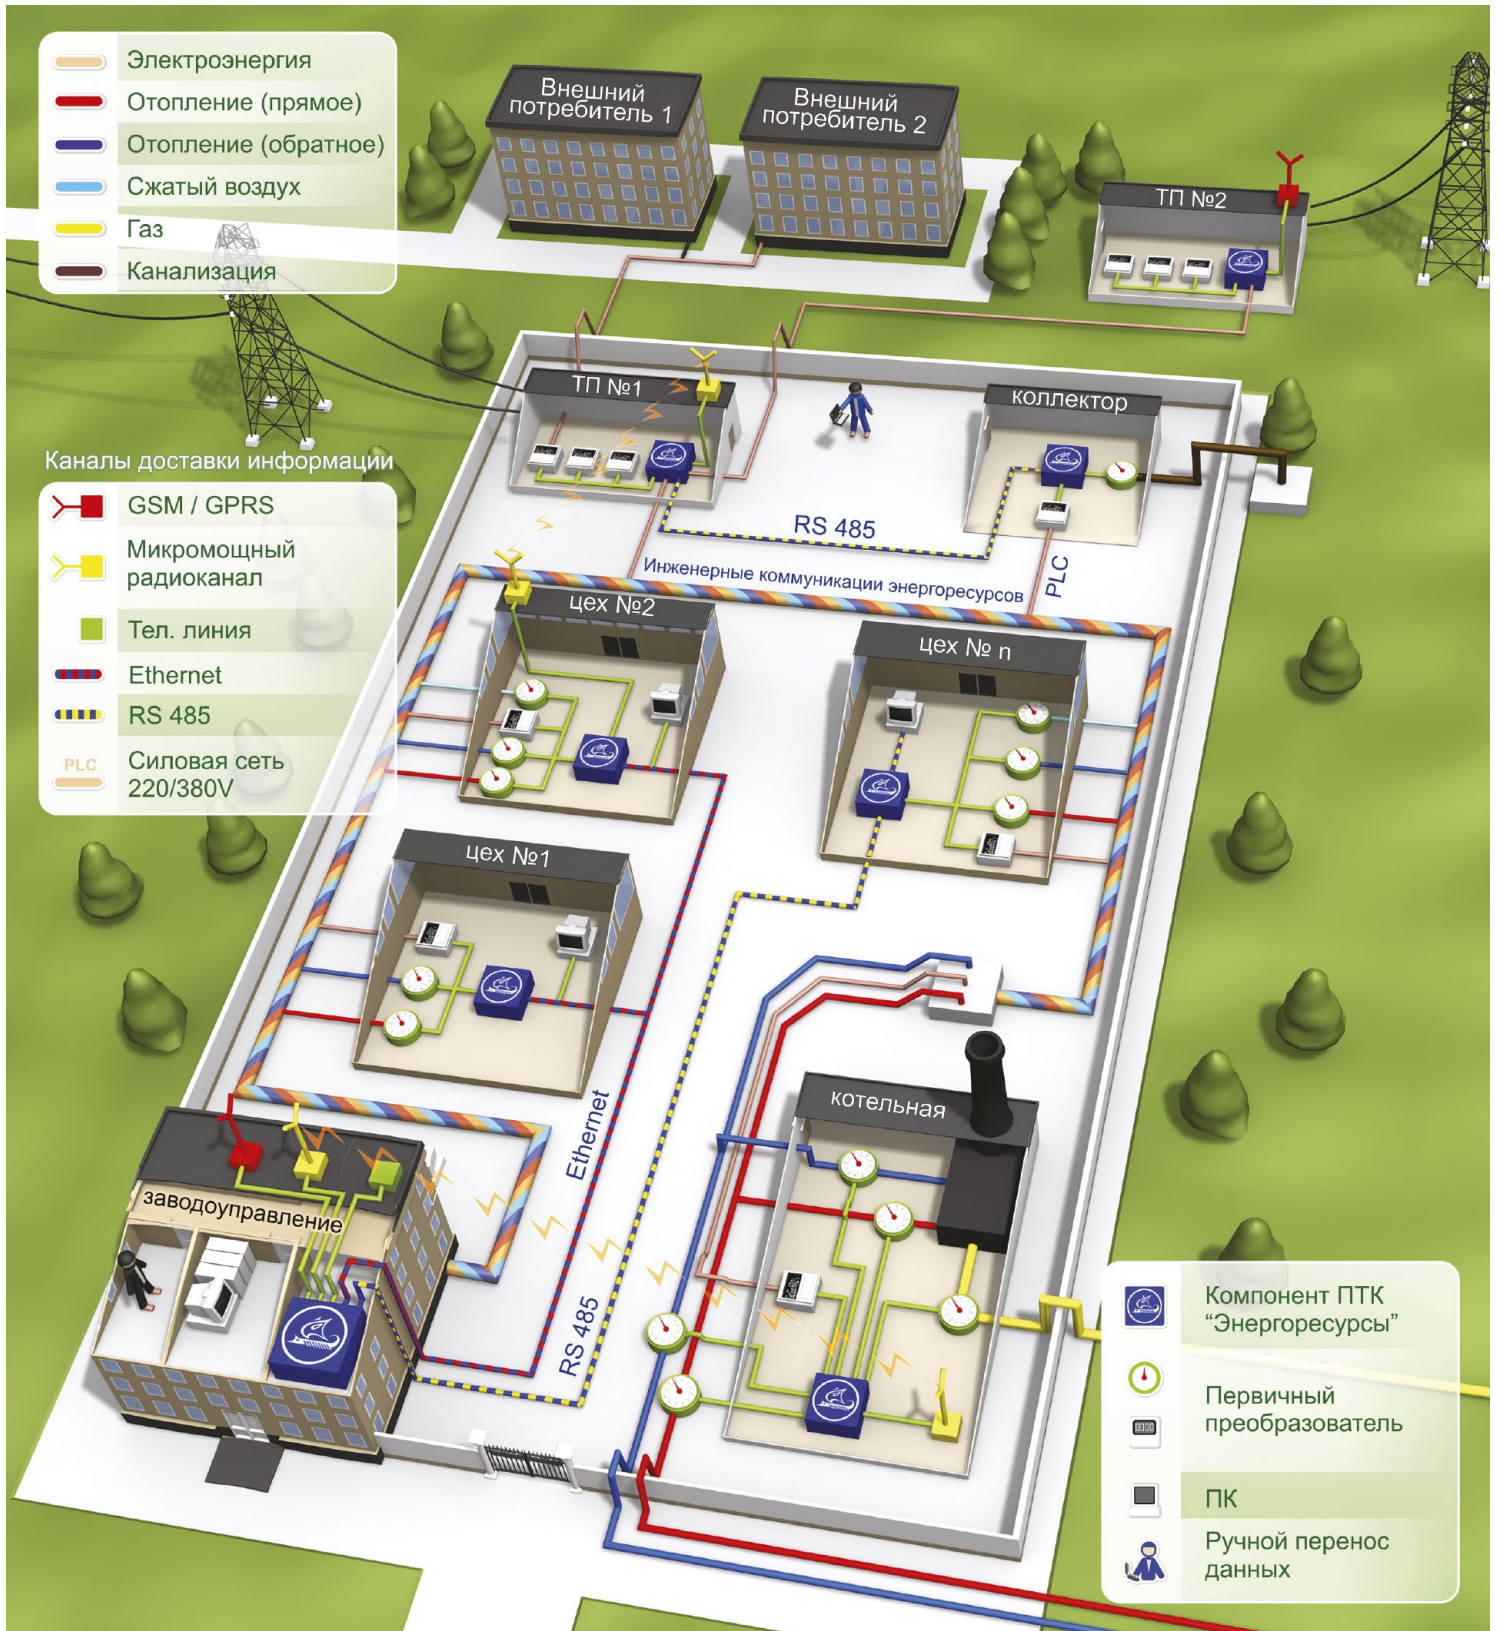 Электроэнергия
Отопление (прямое)
Отопление (обратное)
Сжатый воздух
Газ
Канализация
Внешний
потребитель 1
Внешний
потребитель 2
ТП №2
ТП №1
коллектор
Каналы доставки информации
GSM / GPRS
Микромощный
радиоканал
Тел. линия
Ethernet
RS 485
PLC
Силовая сеть
220/380V
RS 485
Инженерные коммуникации энергоресурсов
PLC
цех №2
цех № n
цех №1
котельная
Ethernet
RS 485
заводоуправление
Компонент ПТК
“Энергоресурсы”
Первичный
преобразователь
ПК
Ручной перенос
данных